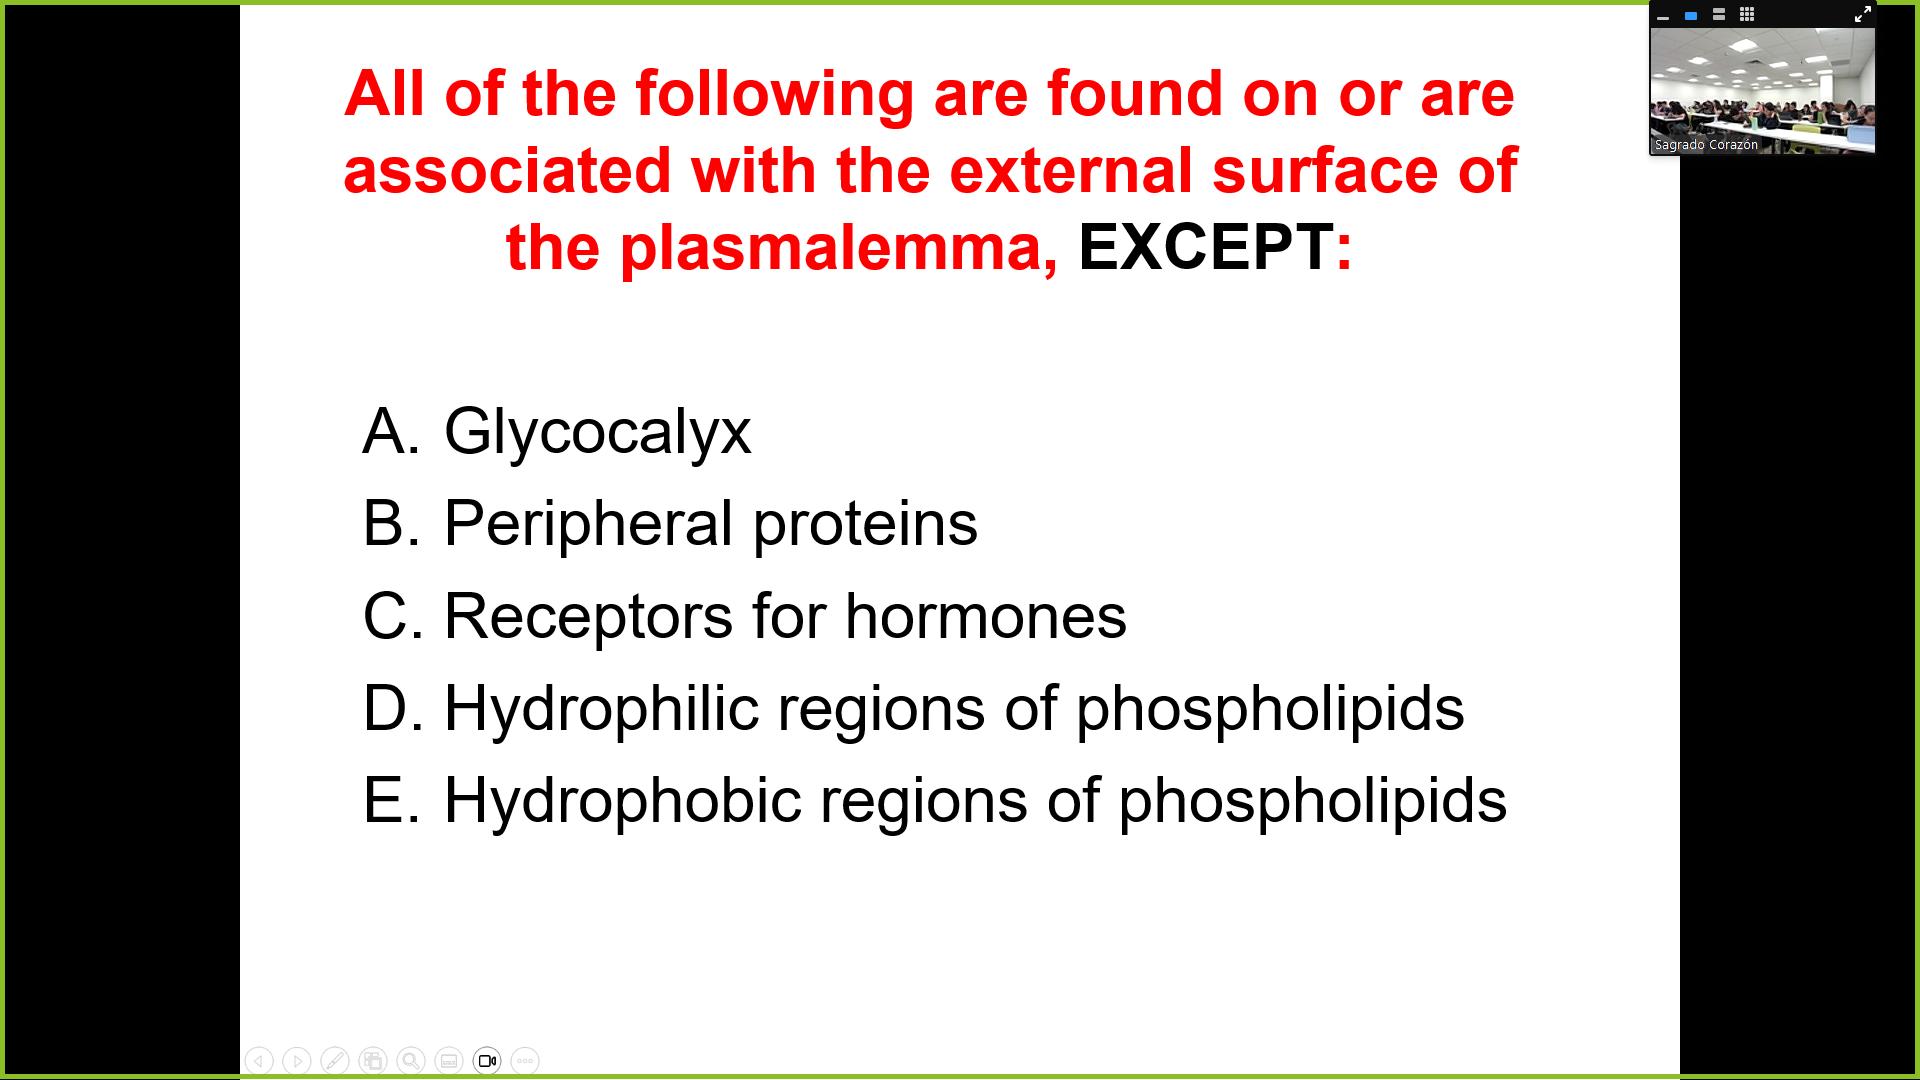 All of the following are found on or are
associated with the external surface of
the plasmalemma, EXCEPT:
Sagrado Corazón
A. Glycocalyx
B. Peripheral proteins
C. Receptors for hormones
D. Hydrophilic regions of phospholipids
E. Hydrophobic regions of phospholipids